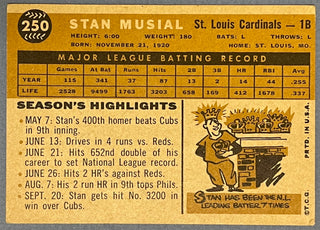 250
STAN MUSIAL St. Louis Cardinals — 1B
HEIGHT: 6:00 WEIGHT: 180 BATS: L THROWS: L
BORN: NOVEMBER 21, 1920 HOME: ST. LOUIS, MO.
MAJOR LEAGUE BATTING RECORD
Games At Bat Runs Hits 2B 3B H.R. RBI Avg.
YEAR 115 341 37 87 13 2 14 44 .255
LIFE 2528 9499 1763 3203 658 169 412 1678 .337
SEASON'S HIGHLIGHTS
• MAY 7: Stan's 400th homer beats Cubs
in 9th inning.
• JUNE 13: Drives in 4 runs vs. Reds.
• JUNE 21: Hits 652nd double of his
career to set National League record.
• JUNE 26: Hits 2 HR's against Reds.
• AUG. 7: His 2 run HR in 9th tops Phils.
• SEPT. 20: Stan gets hit No. 3200 in
win over Cubs.
STAN HAS BEEN THE N.L.
LEADING BATTER 7 TIMES
©T.C.G. PRTD. IN U.S.A.